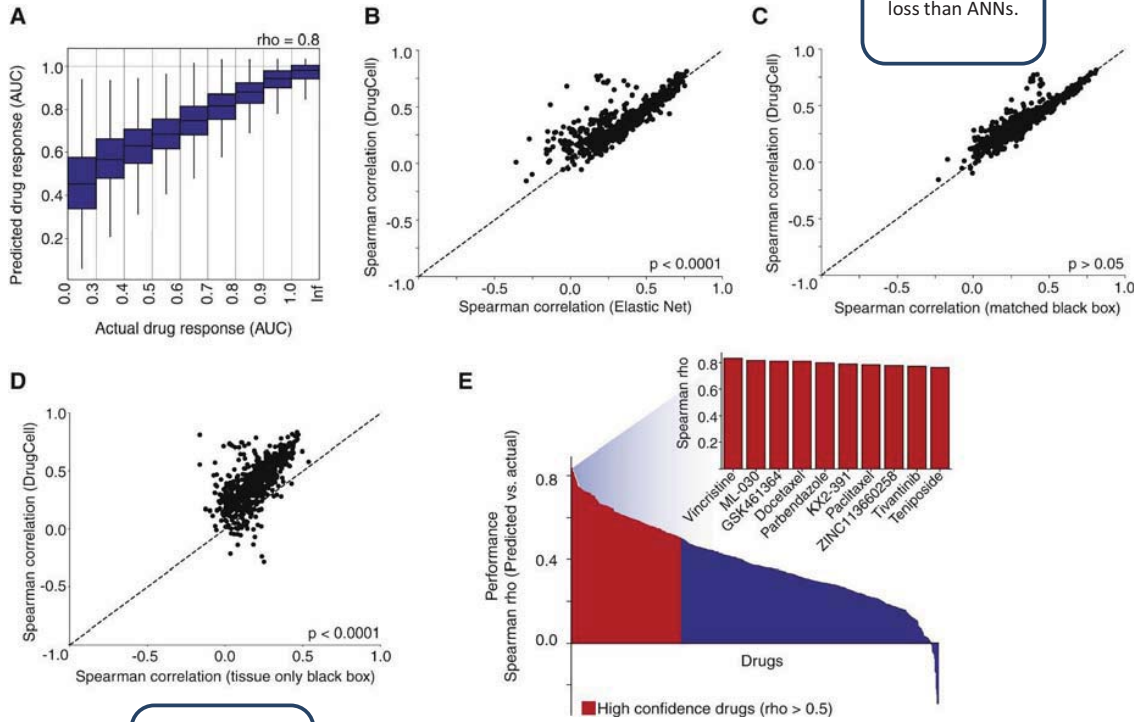 loss than ANNs.
A
rho = 0.8
Predicted drug response (AUC)
1.0
0.8
0.6
0.4
0.2
0.0
0.3
0.4
0.5
0.6
0.7
0.8
0.9
1.0
Inf
Actual drug response (AUC)
B
Spearman correlation (DrugCell)
1.0
0.5
0.0
-0.5
-1.0
-0.5
0.0
0.5
1.0
p < 0.0001
Spearman correlation (Elastic Net)
C
Spearman correlation (DrugCell)
1.0
0.5
0.0
-0.5
-1.0
-0.5
0.0
0.5
1.0
p > 0.05
Spearman correlation (matched black box)
D
Spearman correlation (DrugCell)
1.0
0.5
0.0
-0.5
-1.0
-0.5
0.0
0.5
1.0
p < 0.0001
Spearman correlation (tissue only black box)
E
Performance
Spearman rho (Predicted vs. actual)
0.8
0.4
0.0
Drugs
High confidence drugs (rho > 0.5)
Spearman rho
0.8
0.6
0.4
0.2
Vincristine
ML-030
GSK461364
Docetaxel
Parbendazole
KX2-391
Paclitaxel
ZINC113660258
Tivantinib
Teniposide